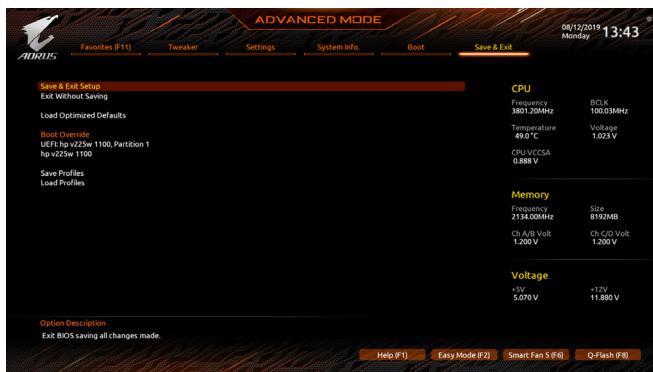 ADVANCED MODE
08/12/2019 13:43
Monday
AORUS
Favorites (F11) Tweaker Settings System Info. Boot Save & Exit
Save & Exit Setup
Exit Without Saving
Load Optimized Defaults
Boot Override
UEFI: hp v225w 1100, Partition 1
hp v225w 1100
Save Profiles
Load Profiles
CPU
Frequency BCLK
3801.20MHz 100.03MHz
Temperature Voltage
49.0 °C 1.023 V
CPU VCCSA
0.888 V
Memory
Frequency Size
2134.00MHz 8192MB
Ch A/B Volt Ch C/D Volt
1.200 V 1.200 V
Voltage
+5V +12V
5.070 V 11.880 V
Option Description
Exit BIOS saving all changes made.
Help (F1) Easy Mode (F2) Smart Fan 5 (F6) Q-Flash (F8)